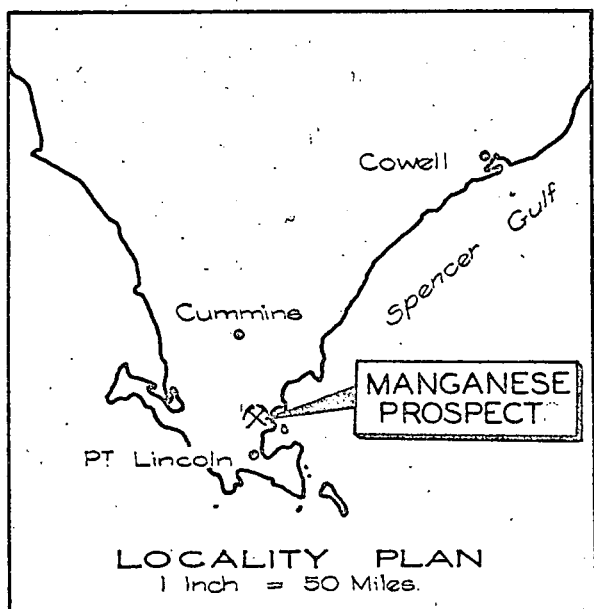 Cowell
Spencer Gulf
Cummins
MANGANESE
PROSPECT
PT Lincoln
LOCALITY PLAN
1 Inch = 50 Miles.